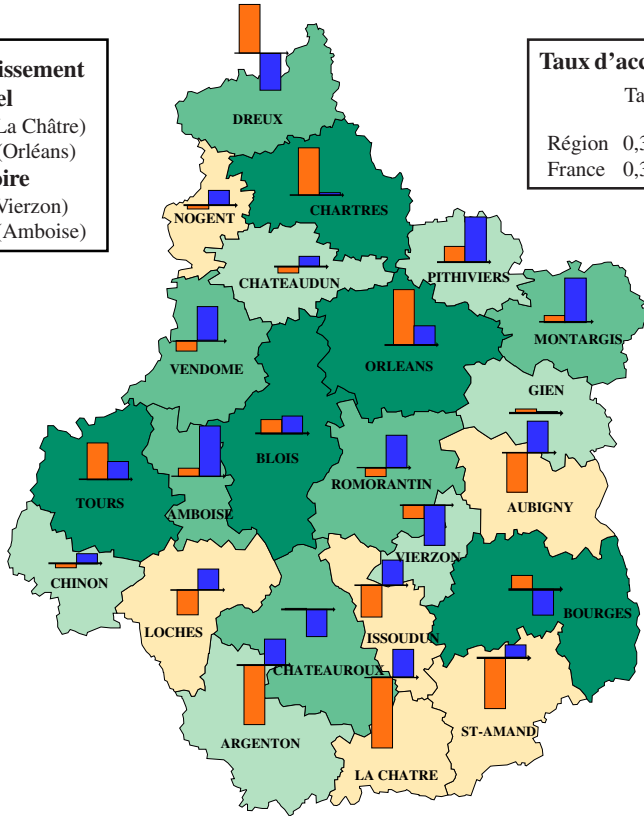 issement
el
La Châtre)
(Orléans)
oire
Vierzon)
(Amboise)
Taux d'acc
Ta
Région 0,3
France 0,3
DREUX
NOGENT
CHARTRES
CHATEAUDUN
PITHIVIERS
MONTARGIS
VENDOME
ORLEANS
GIEN
BLOIS
ROMORANTIN
TOURS
AMBOISE
AUBIGNY
VIERZON
CHINON
LOCHES
ISSOUDUN
BOURGES
CHATEAUROUX
ST-AMAND
ARGENTON
LA CHATRE